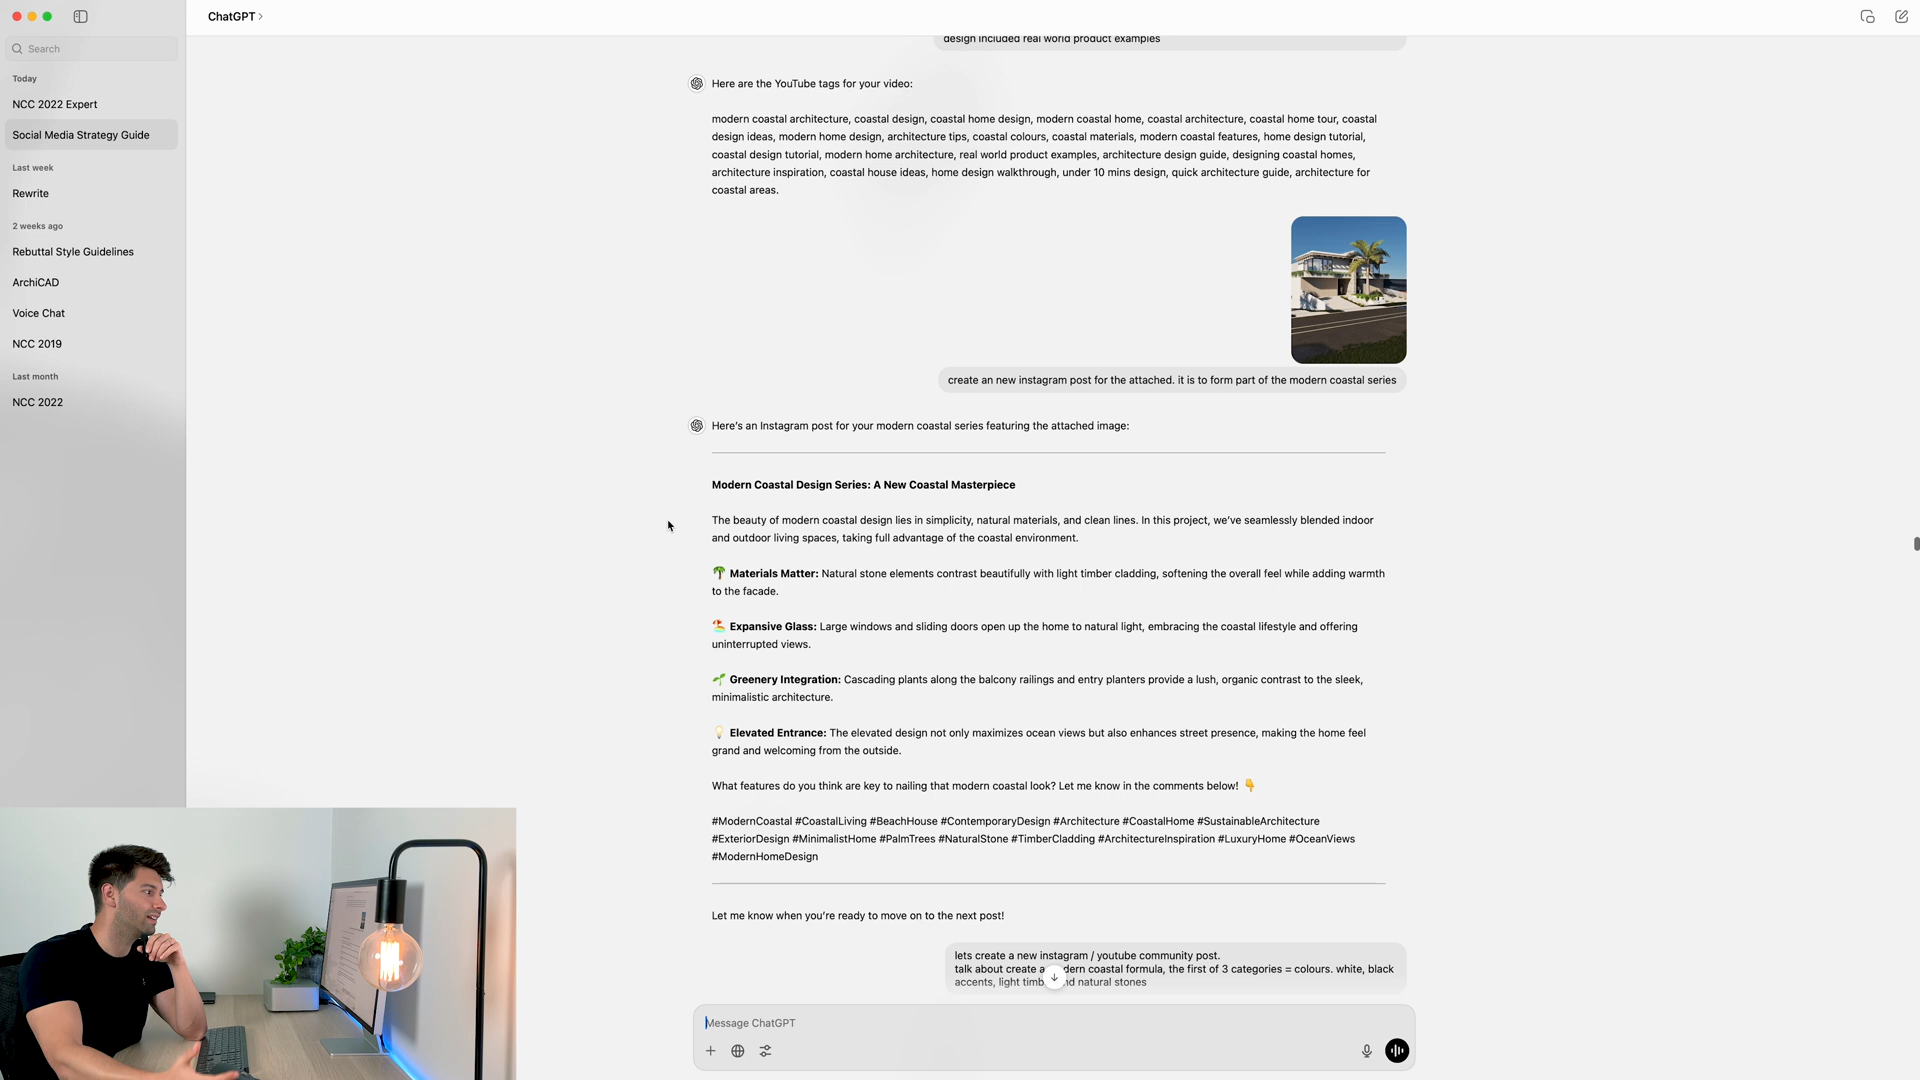 ChatGPT
Search
Today
NCC 2022 Expert
Social Media Strategy Guide
Last week
Rewrite
2 weeks ago
Rebuttal Style Guidelines
ArchiCAD
Voice Chat
NCC 2019
Last month
NCC 2022
design included real world product examples
Here are the YouTube tags for your video:
modern coastal architecture, coastal design, coastal home design, modern coastal home, coastal architecture, coastal home tour, coastal
design ideas, modern home design, architecture tips, coastal colours, coastal materials, modern coastal features, home design tutorial,
coastal design tutorial, modern home architecture, real world product examples, architecture design guide, designing coastal homes,
architecture inspiration, coastal house ideas, home design walkthrough, under 10 mins design, quick architecture guide, architecture for
coastal areas.
create an new instagram post for the attached. it is to form part of the modern coastal series
Here's an Instagram post for your modern coastal series featuring the attached image:
Modern Coastal Design Series: A New Coastal Masterpiece
The beauty of modern coastal design lies in simplicity, natural materials, and clean lines. In this project, we've seamlessly blended indoor
and outdoor living spaces, taking full advantage of the coastal environment.
🌴 Materials Matter: Natural stone elements contrast beautifully with light timber cladding, softening the overall feel while adding warmth
to the facade.
🏖️ Expansive Glass: Large windows and sliding doors open up the home to natural light, embracing the coastal lifestyle and offering
uninterrupted views.
🌱 Greenery Integration: Cascading plants along the balcony railings and entry planters provide a lush, organic contrast to the sleek,
minimalistic architecture.
💡 Elevated Entrance: The elevated design not only maximizes ocean views but also enhances street presence, making the home feel
grand and welcoming from the outside.
What features do you think are key to nailing that modern coastal look? Let me know in the comments below! 👇
#ModernCoastal #CoastalLiving #BeachHouse #ContemporaryDesign #Architecture #CoastalHome #SustainableArchitecture
#ExteriorDesign #MinimalistHome #PalmTrees #NaturalStone #TimberCladding #ArchitectureInspiration #LuxuryHome #OceanViews
#ModernHomeDesign
Let me know when you're ready to move on to the next post!
lets create a new instagram / youtube community post.
talk about create a modern coastal formula, the first of 3 categories = colours. white, black
accents, light timber and natural stones
Message ChatGPT